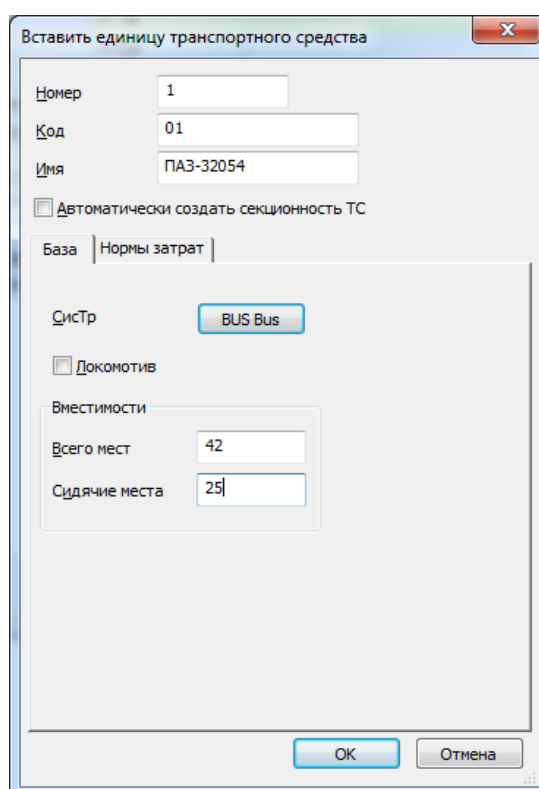 Вставить единицу транспортного средства
Номер 1
Код 01
Имя ПАЗ-32054
Автоматически создать секционность ТС
База Нормы затрат
СисТр BUS Bus
Локомотив
Вместимости
Всего мест 42
Сидячие места 25
OK Отмена